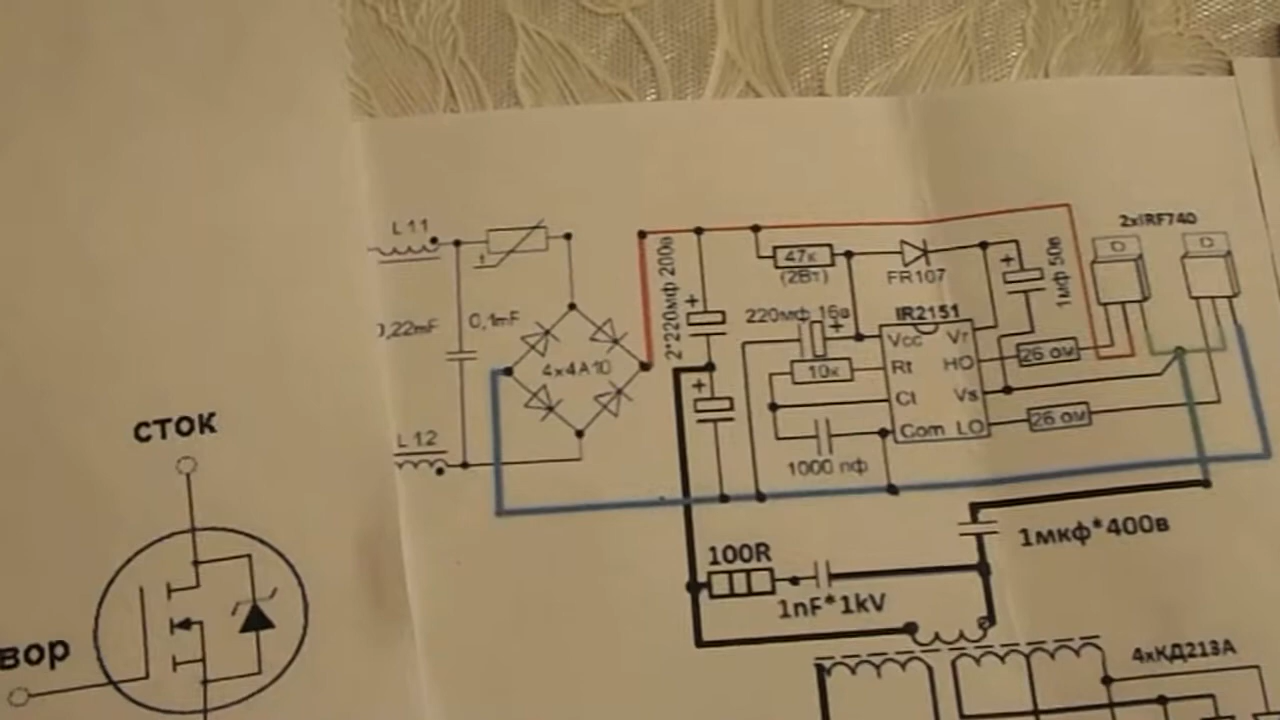 L 11
0,22mF
0,1mF
L 12
4x4A10
2*220мф 200в
+
+
47к
(2Вт)
FR107
+
1мф 50в
2xIRF740
D
D
220мф 16в
+
IR2151
Vcc
Vr
10к
Rt
HO
26 ом
Ct
Vs
Com
LO
26 ом
1000 пф
t
1мкф*400в
100R
1nF*1kV
4хКД213А
сток
вор